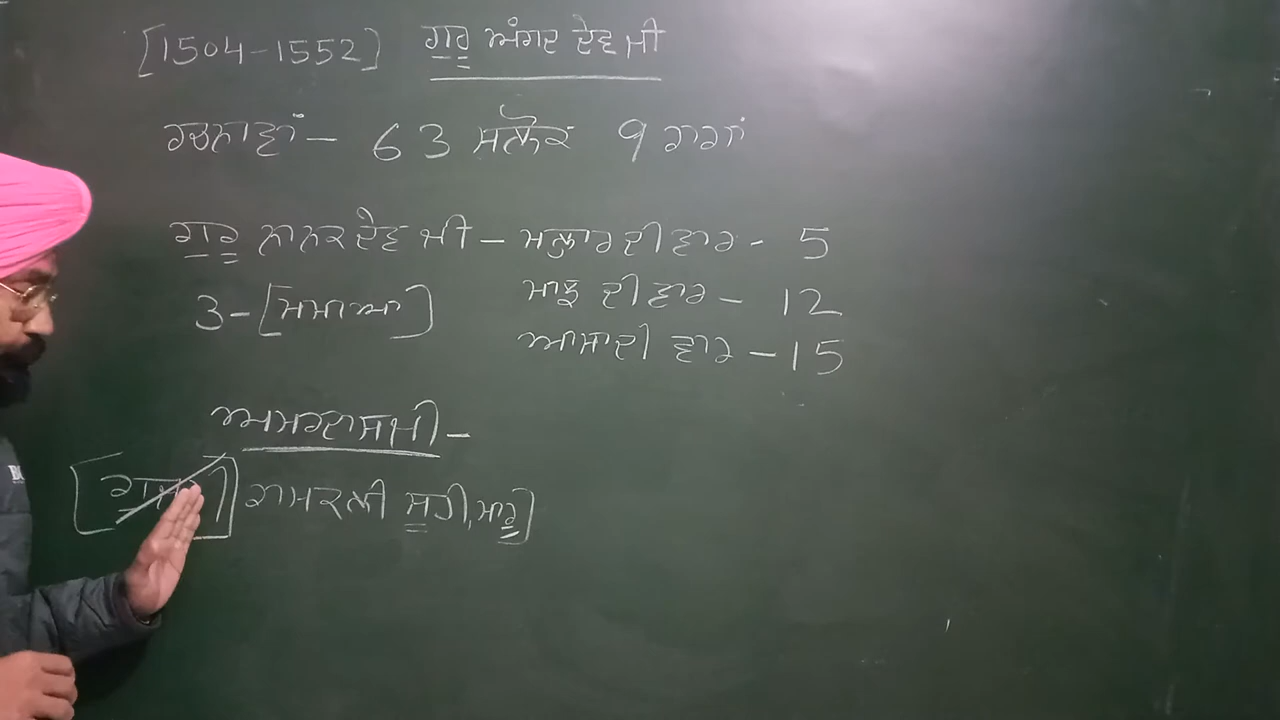 [1504-1552] ਗੁਰੂ ਅੰਗਦ ਦੇਵ ਜੀ
ਰਚਨਾਵਾਂ - 63 ਸਲੋਕ 9 ਰਾਗਾਂ
ਗੁਰੂ ਨਾਨਕ ਦੇਵ ਜੀ - ਮਲ੍ਹਾਰ ਦੀ ਵਾਰ - 5
3-[ਸਮਾਆ] ਮਾਝ ਦੀ ਵਾਰ - 12
ਆਸਾ ਦੀ ਵਾਰ - 15
ਅਮਰਦਾਸ ਜੀ -
ਰਾਮਕਲੀ ਸੂਹੀ, ਮਾਰੂ]